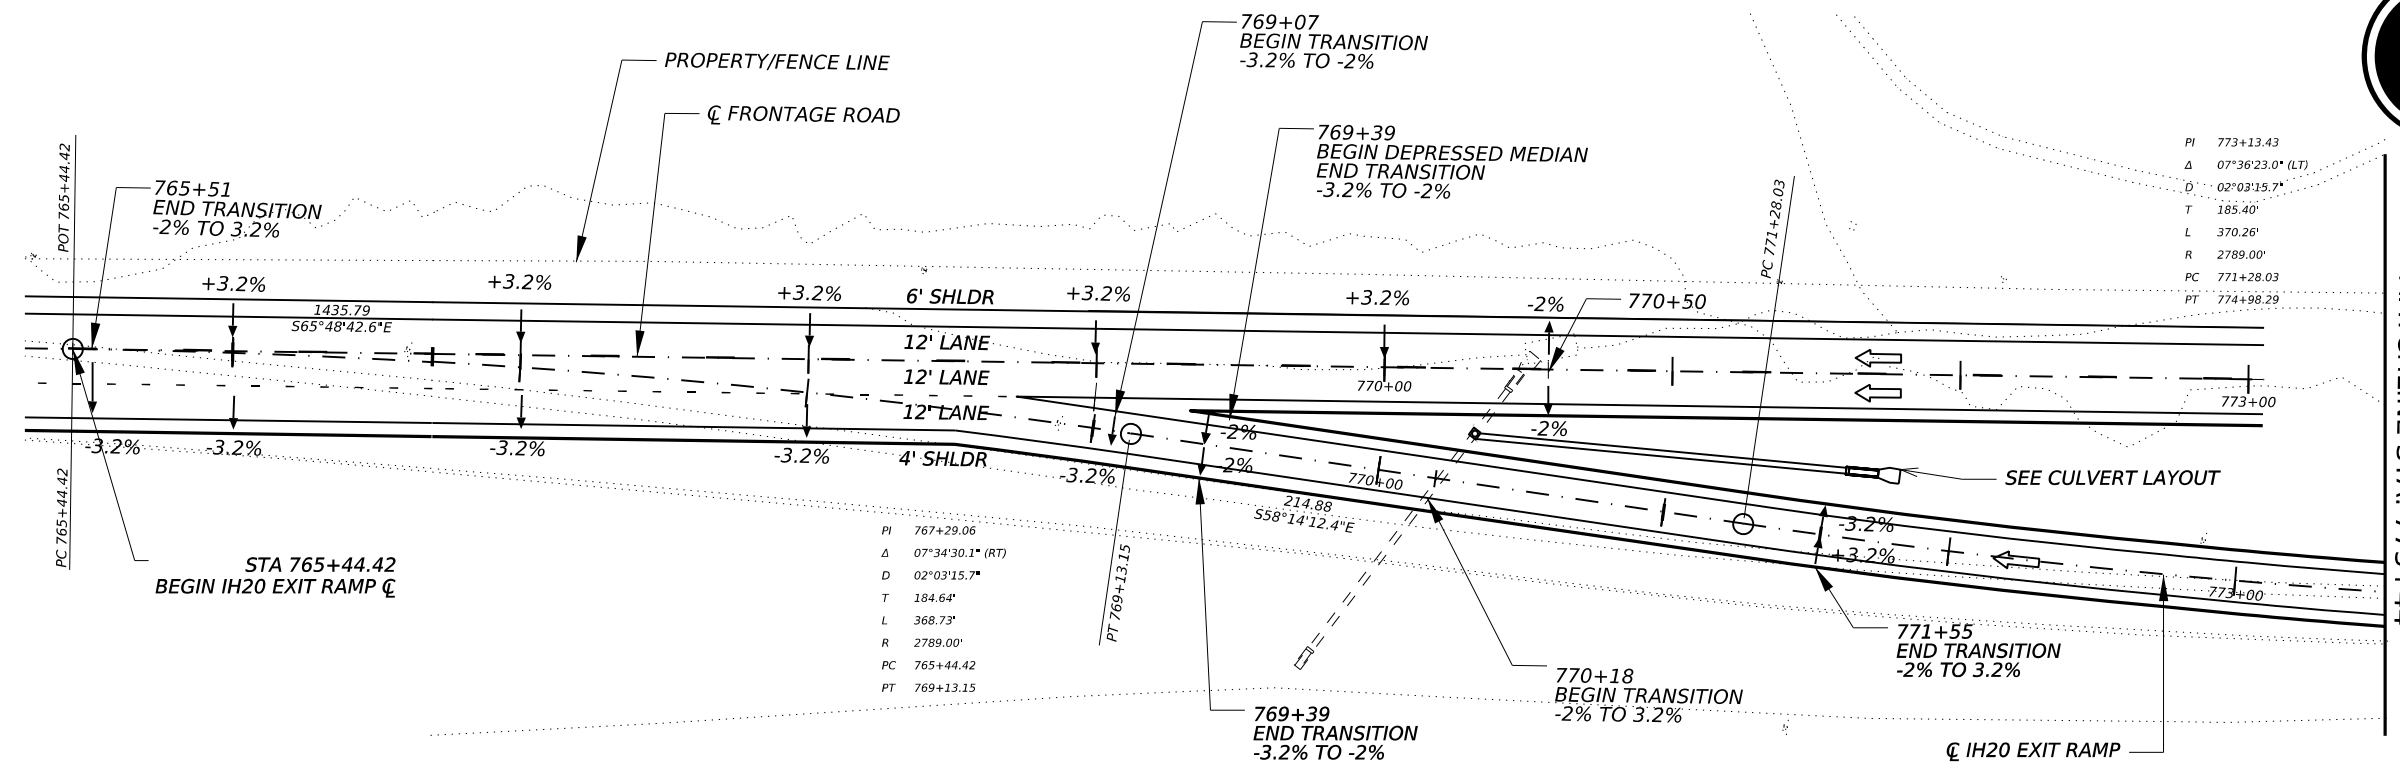 769+07
BEGIN TRANSITION
-3.2% TO -2%
PROPERTY/FENCE LINE
℄ FRONTAGE ROAD
769+39
BEGIN DEPRESSED MEDIAN
END TRANSITION
-3.2% TO -2%
POT 765+44.42
765+51
END TRANSITION
-2% TO 3.2%
PC 771+28.03
PI 773+13.43
Δ 07°36'23.0" (LT)
D 02°03'15.7"
T 185.40'
L 370.26'
R 2789.00'
PC 771+28.03
PT 774+98.29
+3.2%
+3.2%
+3.2%
+3.2%
+3.2%
-2%
770+50
6' SHLDR
1435.79
S65°48'42.6"E
12' LANE
12' LANE
12' LANE
4' SHLDR
770+00
773+00
-3.2%
-3.2%
-3.2%
-3.2%
-3.2%
-2%
-2%
-2%
770+00
SEE CULVERT LAYOUT
214.88
S58°14'12.4"E
-3.2%
+3.2%
773+00
PC 765+44.42
STA 765+44.42
BEGIN IH20 EXIT RAMP ℄
PI 767+29.06
Δ 07°34'30.1" (RT)
D 02°03'15.7"
T 184.64'
L 368.73'
R 2789.00'
PC 765+44.42
PT 769+13.15
PT 769+13.15
771+55
END TRANSITION
-2% TO 3.2%
770+18
BEGIN TRANSITION
-2% TO 3.2%
769+39
END TRANSITION
-3.2% TO -2%
℄ IH20 EXIT RAMP